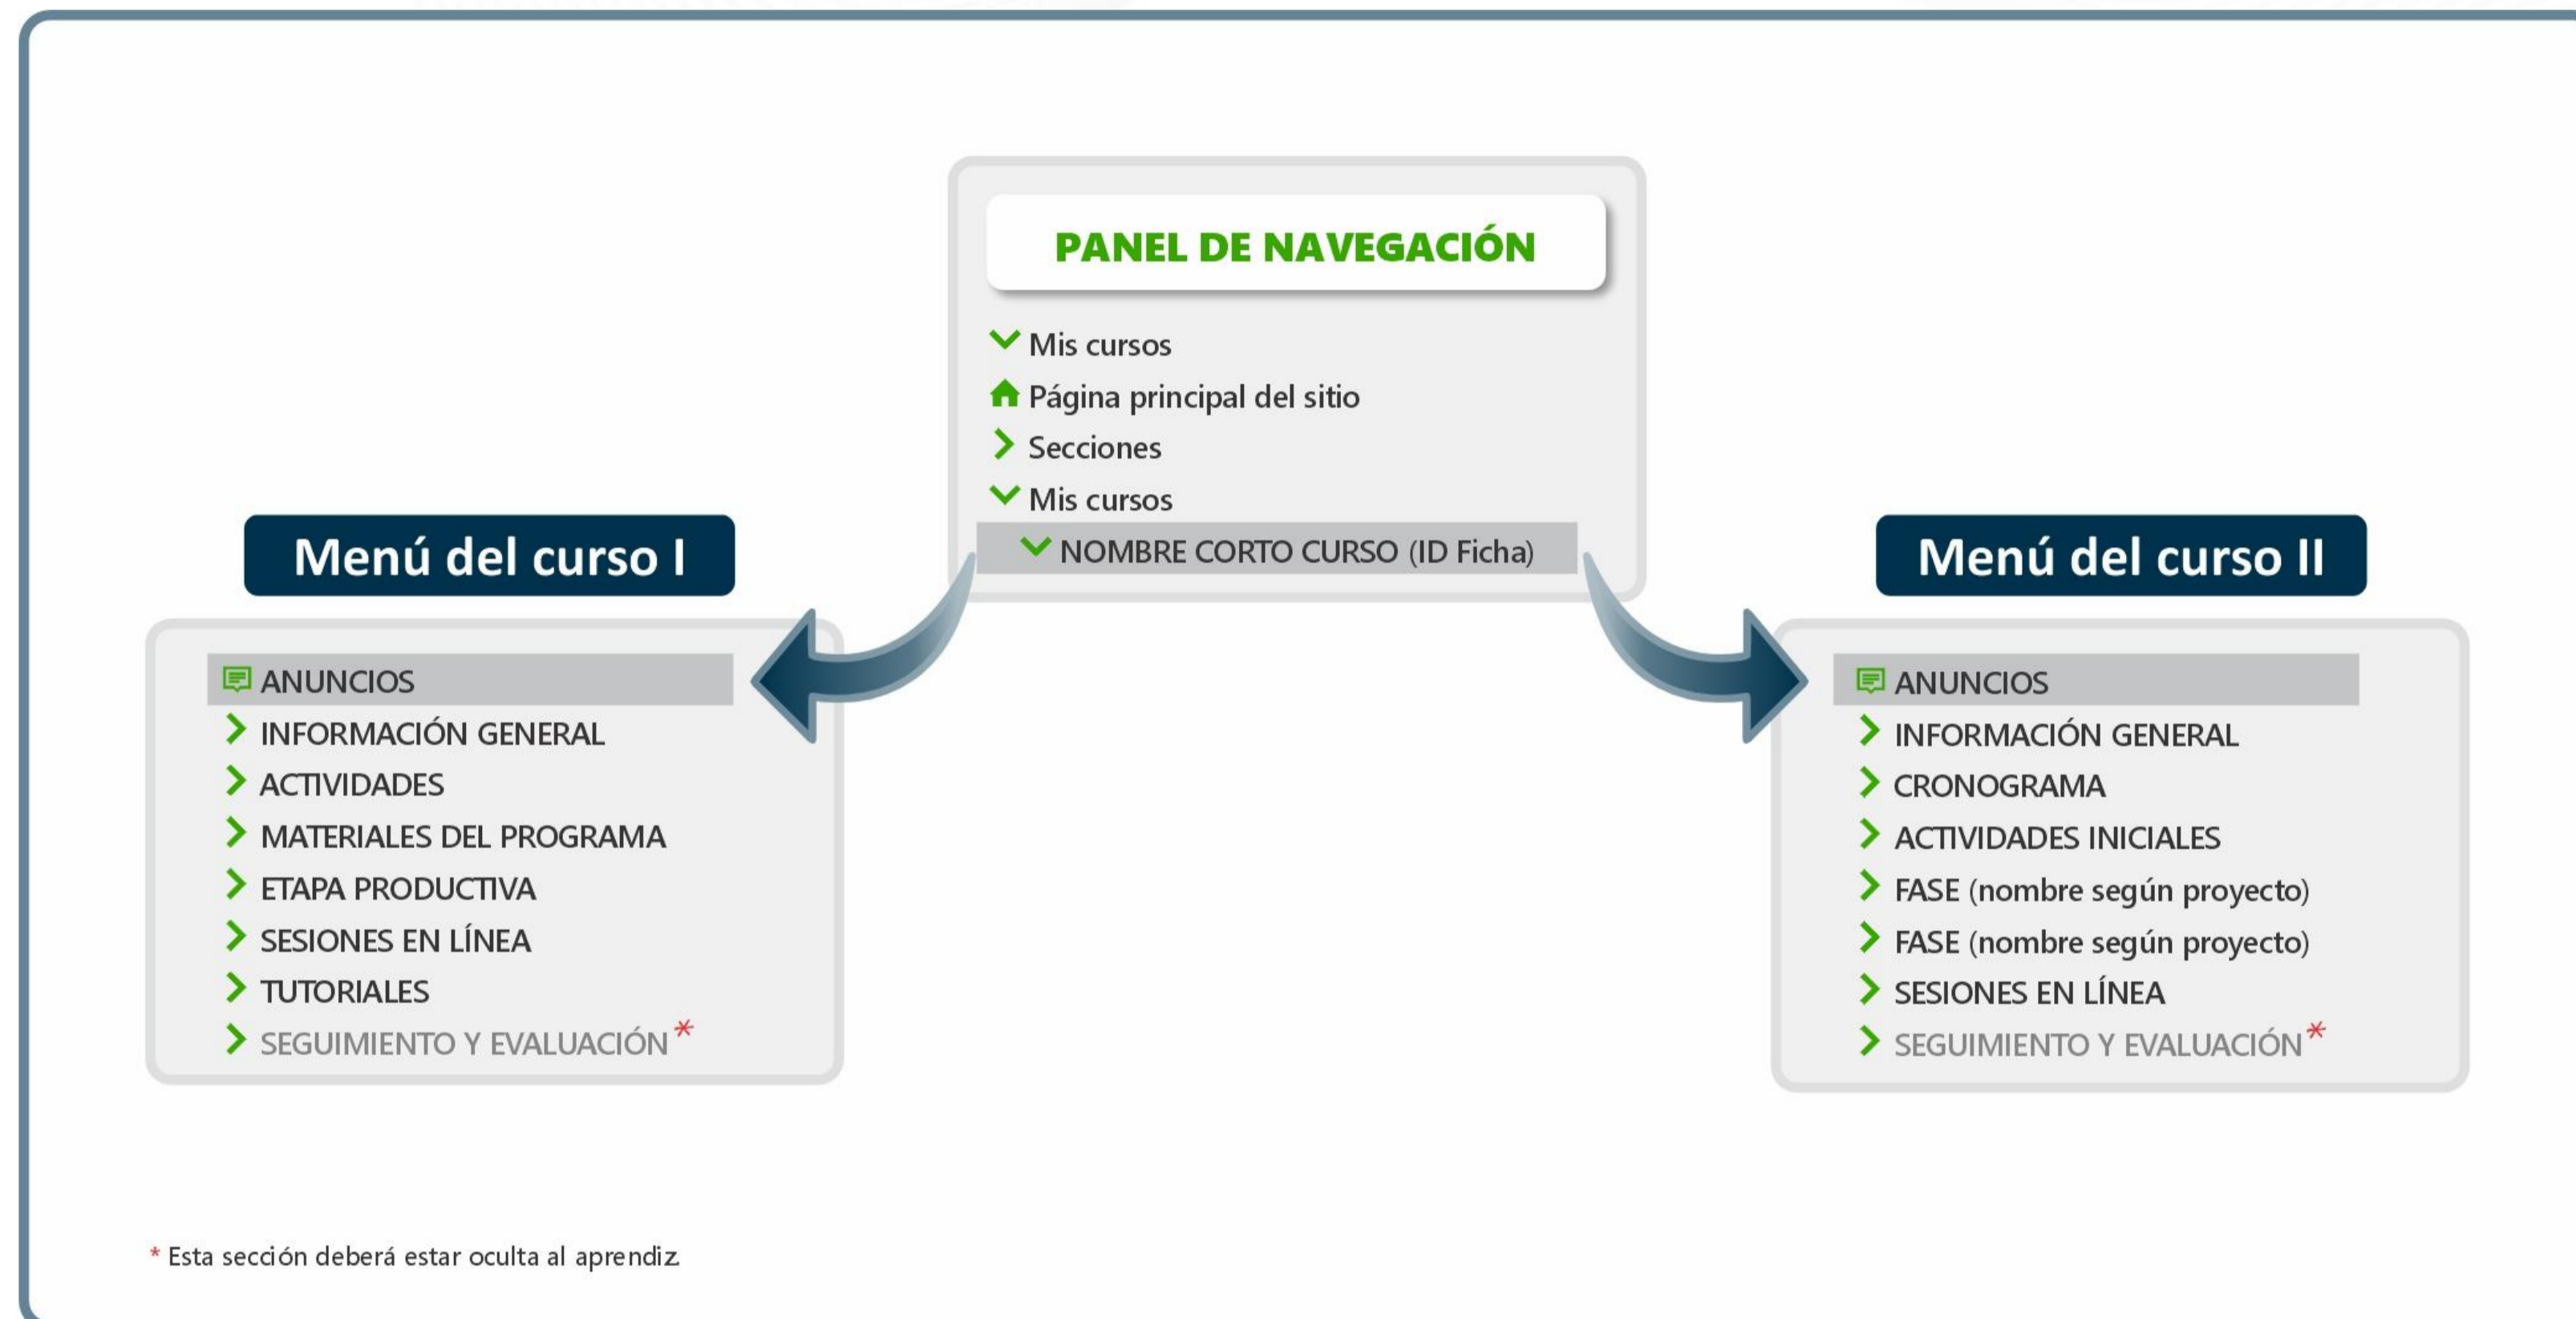 PANEL DE NAVEGACIÓN
Mis cursos
Página principal del sitio
Secciones
Mis cursos
NOMBRE CORTO CURSO (ID Ficha)
Menú del curso I
ANUNCIOS
INFORMACIÓN GENERAL
ACTIVIDADES
MATERIALES DEL PROGRAMA
ETAPA PRODUCTIVA
SESIONES EN LÍNEA
TUTORIALES
SEGUIMIENTO Y EVALUACIÓN*
Menú del curso II
ANUNCIOS
INFORMACIÓN GENERAL
CRONOGRAMA
ACTIVIDADES INICIALES
FASE (nombre según proyecto)
FASE (nombre según proyecto)
SESIONES EN LÍNEA
SEGUIMIENTO Y EVALUACIÓN*
* Esta sección deberá estar oculta al aprendiz.